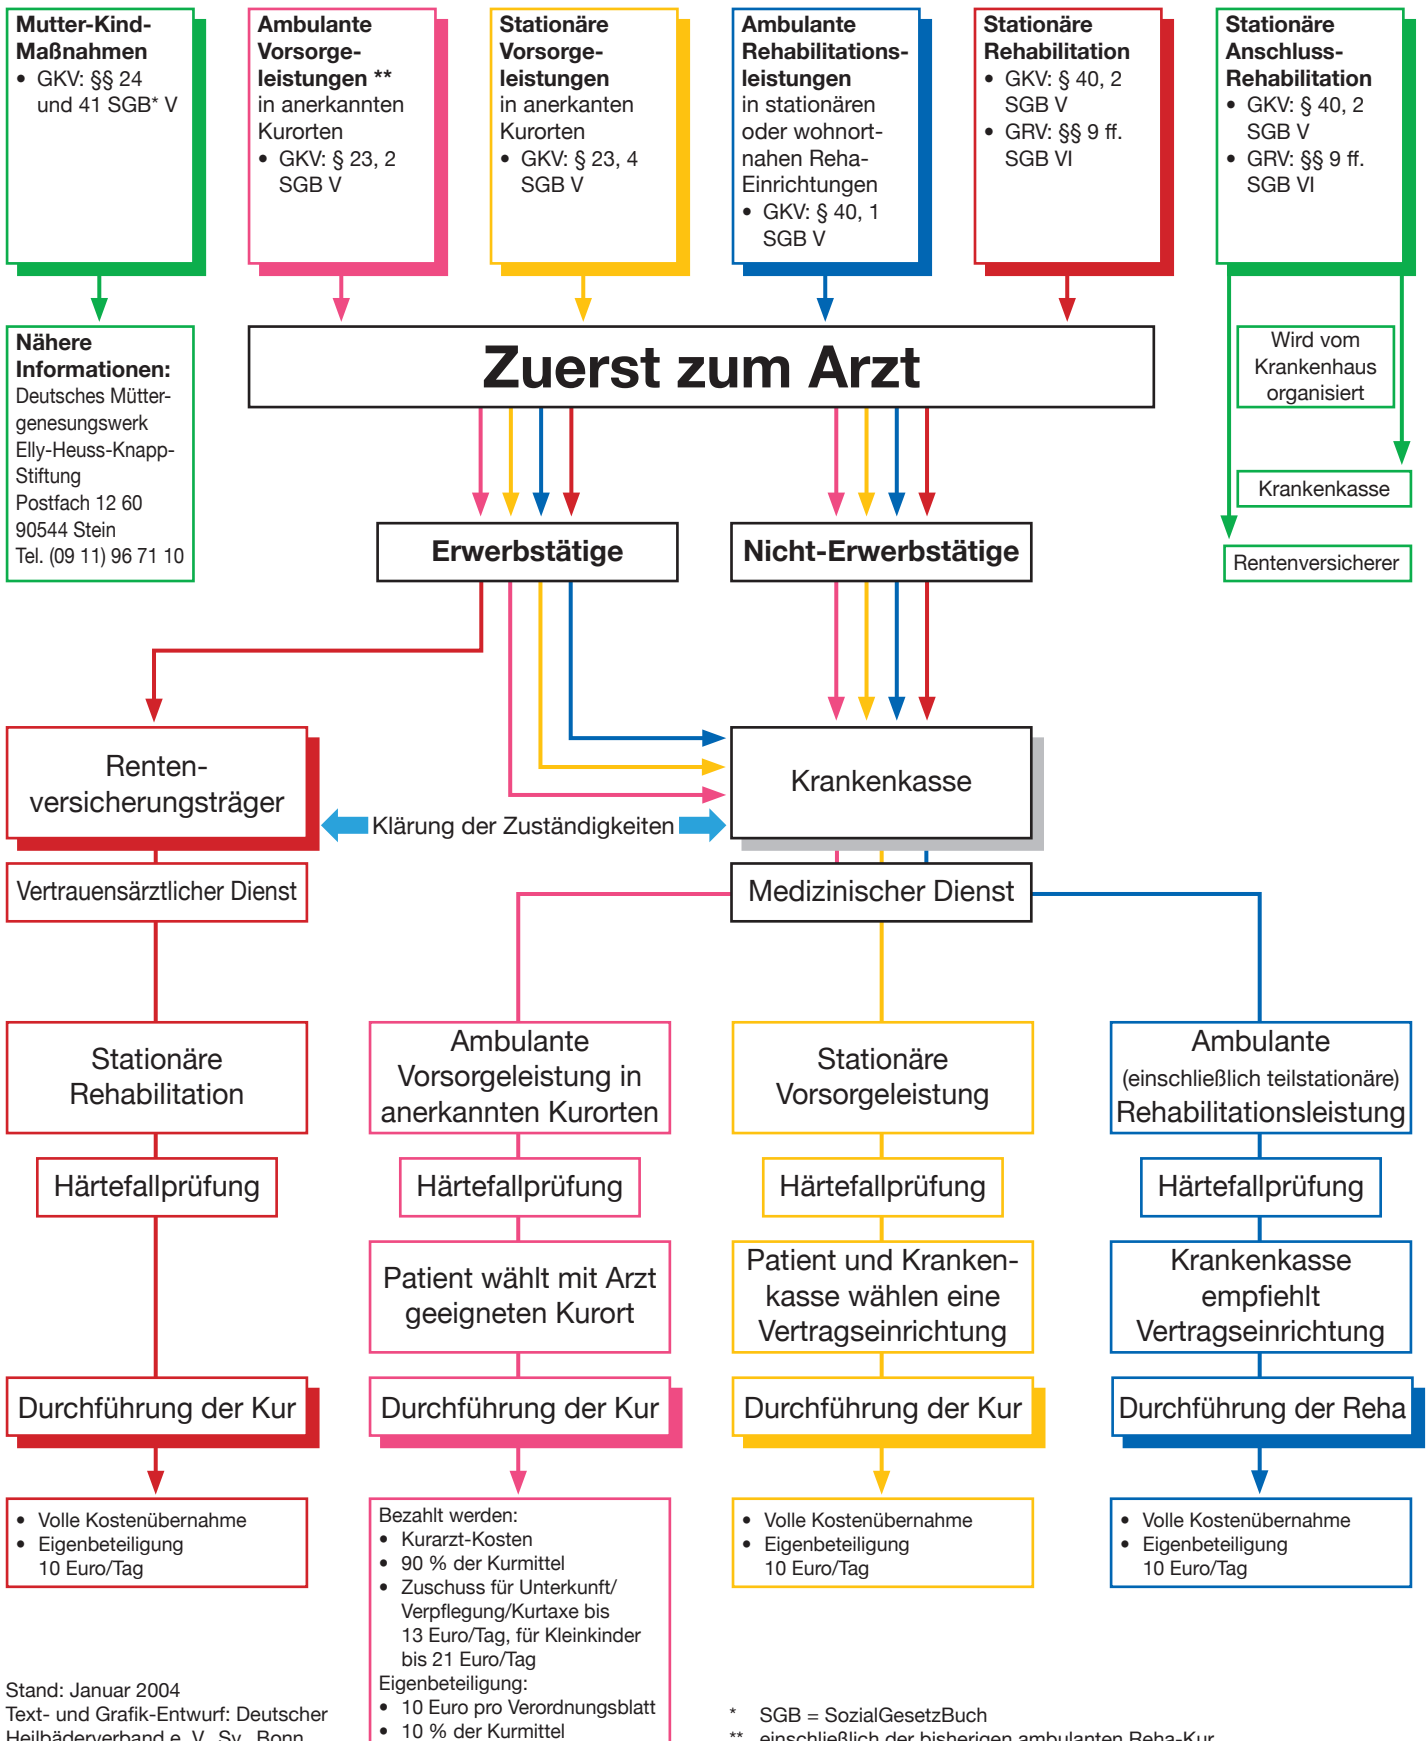 Mutter-Kind-
Maßnahmen
• GKV: §§ 24
und 41 SGB* V
Ambulante
Vorsorge-
leistungen **
in anerkannten
Kurorten
• GKV: § 23, 2
SGB V
Stationäre
Vorsorge-
leistungen
in anerkanten
Kurorten
• GKV: § 23, 4
SGB V
Ambulante
Rehabilitations-
leistungen
in stationären
oder wohnort-
nahen Reha-
Einrichtungen
• GKV: § 40, 1
SGB V
Stationäre
Rehabilitation
• GKV: § 40, 2
SGB V
• GRV: §§ 9 ff.
SGB VI
Stationäre
Anschluss-
Rehabilitation
• GKV: § 40, 2
SGB V
• GRV: §§ 9 ff.
SGB VI
Nähere
Informationen:
Deutsches Mütter-
genesungswerk
Elly-Heuss-Knapp-
Stiftung
Postfach 12 60
90544 Stein
Tel. (09 11) 96 71 10
Zuerst zum Arzt
Wird vom
Krankenhaus
organisiert
Krankenkasse
Rentenversicherer
Erwerbstätige
Nicht-Erwerbstätige
Renten-
versicherungsträger
Klärung der Zuständigkeiten
Krankenkasse
Vertrauensärztlicher Dienst
Medizinischer Dienst
Stationäre
Rehabilitation
Ambulante
Vorsorgeleistung in
anerkannten Kurorten
Stationäre
Vorsorgeleistung
Ambulante
(einschließlich teilstationäre)
Rehabilitationsleistung
Härtefallprüfung
Härtefallprüfung
Härtefallprüfung
Härtefallprüfung
Patient wählt mit Arzt
geeigneten Kurort
Patient und Kranken-
kasse wählen eine
Vertragseinrichtung
Krankenkasse
empfiehlt
Vertragseinrichtung
Durchführung der Kur
Durchführung der Kur
Durchführung der Kur
Durchführung der Reha
• Volle Kostenübernahme
• Eigenbeteiligung
10 Euro/Tag
Bezahlt werden:
• Kurarzt-Kosten
• 90 % der Kurmittel
• Zuschuss für Unterkunft/
Verpflegung/Kurtaxe bis
13 Euro/Tag, für Kleinkinder
bis 21 Euro/Tag
Eigenbeteiligung:
• 10 Euro pro Verordnungsblatt
• 10 % der Kurmittel
• Volle Kostenübernahme
• Eigenbeteiligung
10 Euro/Tag
• Volle Kostenübernahme
• Eigenbeteiligung
10 Euro/Tag
Stand: Januar 2004
Text- und Grafik-Entwurf: Deutscher
Heilbäderverband e. V., Sv., Bonn
* SGB = SozialGesetzBuch
** einschließlich der bisherigen ambulanten Reha-Kur